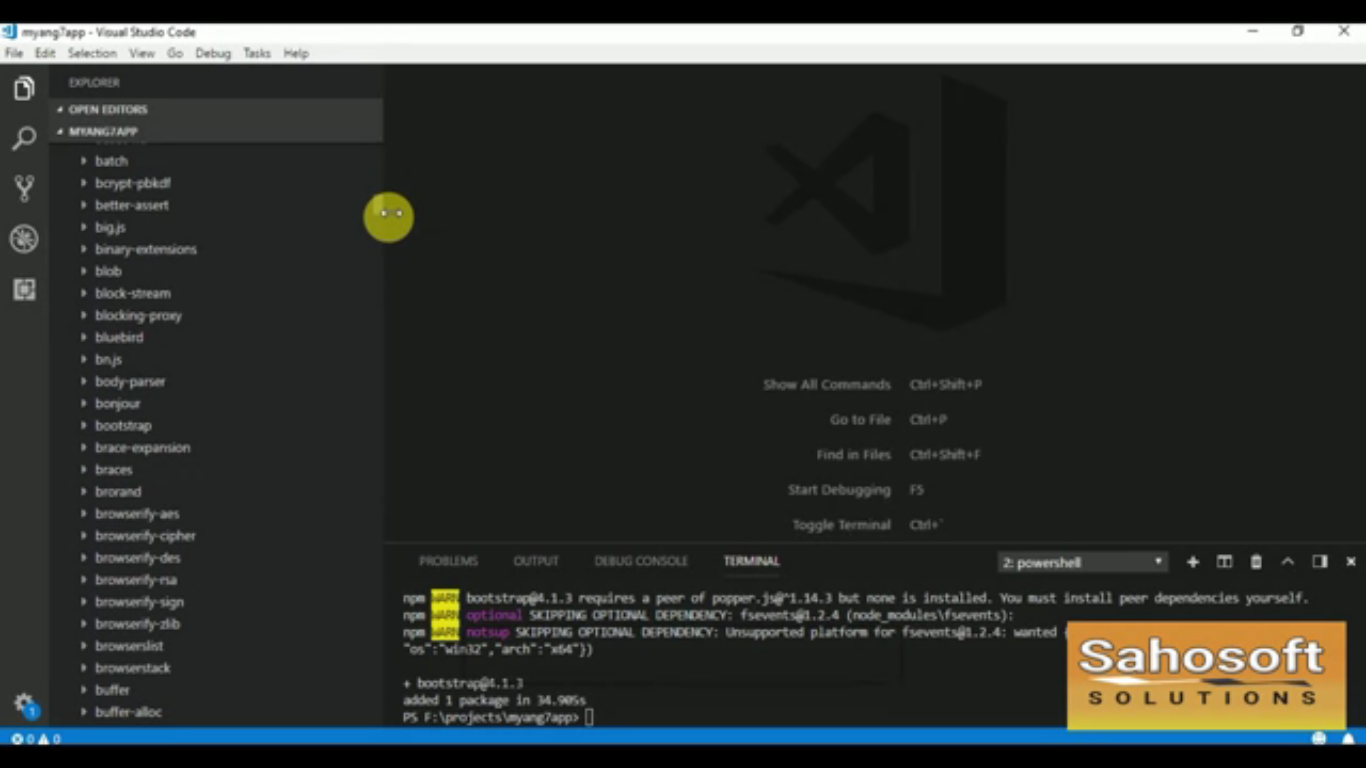 myang7app - Visual Studio Code
File Edit Selection View Go Debug Tasks Help
EXPLORER
OPEN EDITORS
MYANG7APP
batch
bcrypt-pbkdf
better-assert
big.js
binary-extensions
blob
block-stream
blocking-proxy
bluebird
bn.js
body-parser
bonjour
bootstrap
brace-expansion
braces
brorand
browserify-aes
browserify-cipher
browserify-des
browserify-rsa
browserify-sign
browserify-zlib
browserslist
browserstack
buffer
buffer-alloc
Show All Commands Ctrl+Shift+P
Go to File Ctrl+P
Find in Files Ctrl+Shift+F
Start Debugging F5
Toggle Terminal Ctrl+`
PROBLEMS OUTPUT DEBUG CONSOLE TERMINAL 2: powershell
npm WARN bootstrap@4.1.3 requires a peer of popper.js@^1.14.3 but none is installed. You must install peer dependencies yourself.
npm WARN optional SKIPPING OPTIONAL DEPENDENCY: fsevents@1.2.4 (node_modules\fsevents):
npm WARN notsup SKIPPING OPTIONAL DEPENDENCY: Unsupported platform for fsevents@1.2.4: wanted
"os":"win32","arch":"x64"})
+ bootstrap@4.1.3
added 1 package in 34.905s
PS F:\projects\myang7app>
Sahosoft
SOLUTIONS
1
0 0